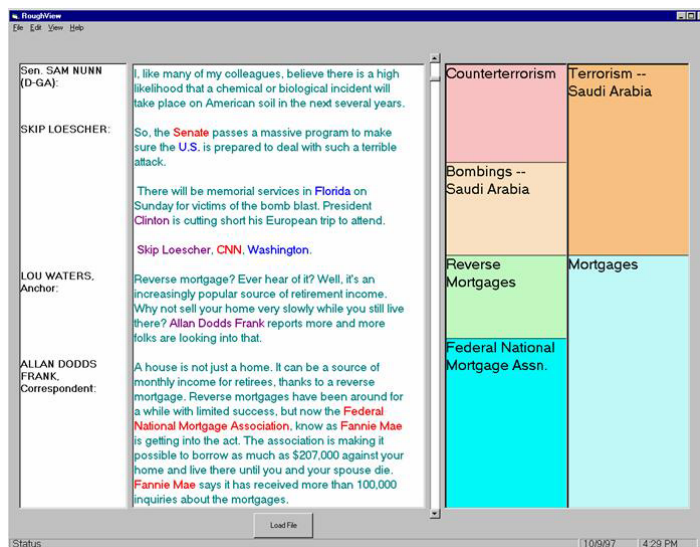 RoughView
File Edit View Help
Sen. SAM NUNN
(D-GA):
I, like many of my colleagues, believe there is a high
likelihood that a chemical or biological incident will
take place on American soil in the next several years.
SKIP LOESCHER:
So, the Senate passes a massive program to make
sure the U.S. is prepared to deal with such a terrible
attack.
There will be memorial services in Florida on
Sunday for victims of the bomb blast. President
Clinton is cutting short his European trip to attend.
Skip Loescher, CNN, Washington.
LOU WATERS,
Anchor:
Reverse mortgage? Ever hear of it? Well, it's an
increasingly popular source of retirement income.
Why not sell your home very slowly while you still live
there? Allan Dodds Frank reports more and more
folks are looking into that.
ALLAN DODDS
FRANK,
Correspondent:
A house is not just a home. It can be a source of
monthly income for retirees, thanks to a reverse
mortgage. Reverse mortgages have been around for
a while with limited success, but now the Federal
National Mortgage Association, know as Fannie Mae
is getting into the act. The association is making it
possible to borrow as much as $207,000 against your
home and live there until you and your spouse die.
Fannie Mae says it has received more than 100,000
inquiries about the mortgages.
Counterterrorism
Terrorism --
Saudi Arabia
Bombings --
Saudi Arabia
Reverse
Mortgages
Mortgages
Federal National
Mortgage Assn.
Load File
Status
10/9/97
4:29 PM